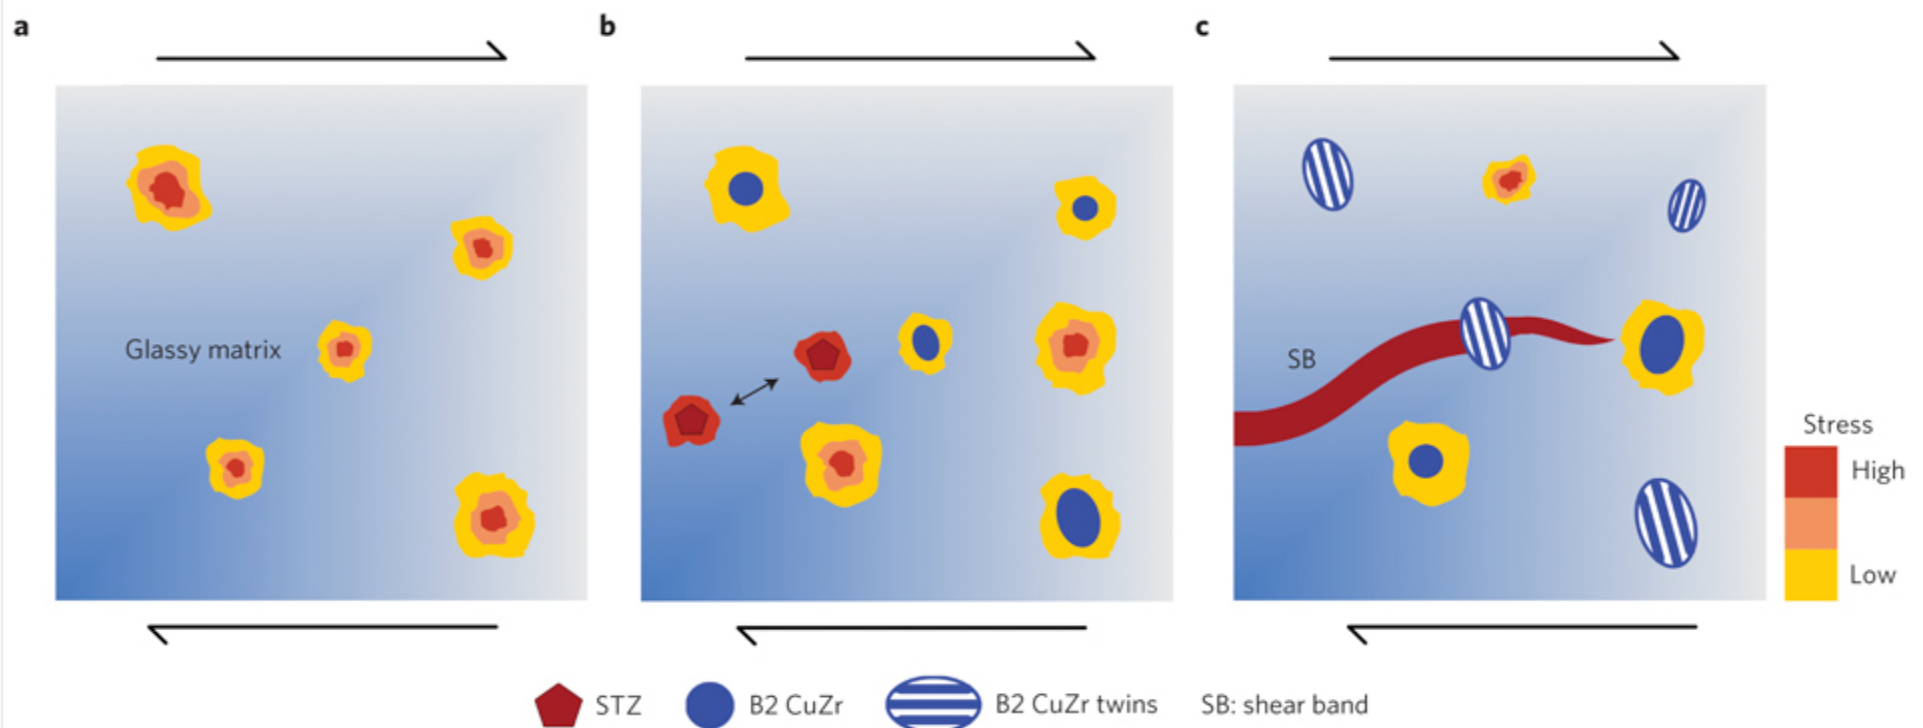 a
b
c
Glassy matrix
SB
Stress
High
Low
STZ
B2 CuZr
B2 CuZr twins
SB: shear band